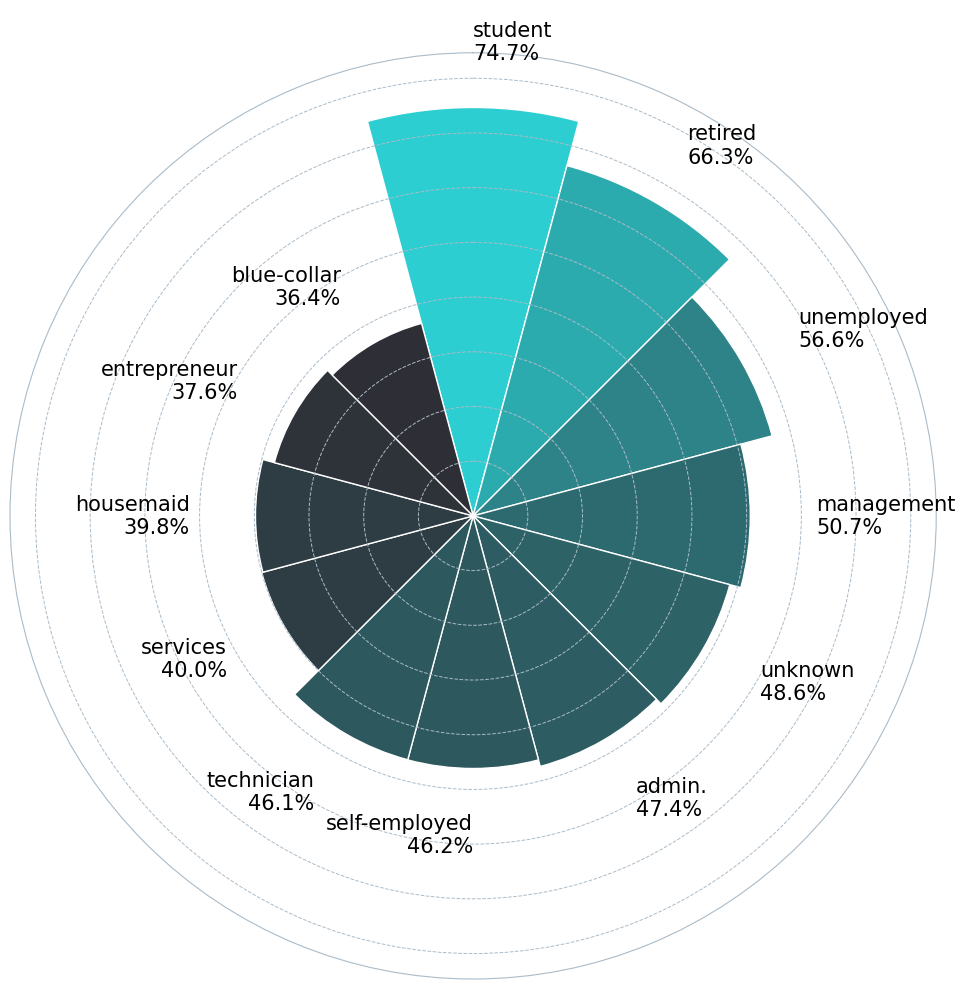 student
74.7%
retired
66.3%
unemployed
56.6%
management
50.7%
unknown
48.6%
admin.
47.4%
self-employed
46.2%
technician
46.1%
services
40.0%
housemaid
39.8%
entrepreneur
37.6%
blue-collar
36.4%